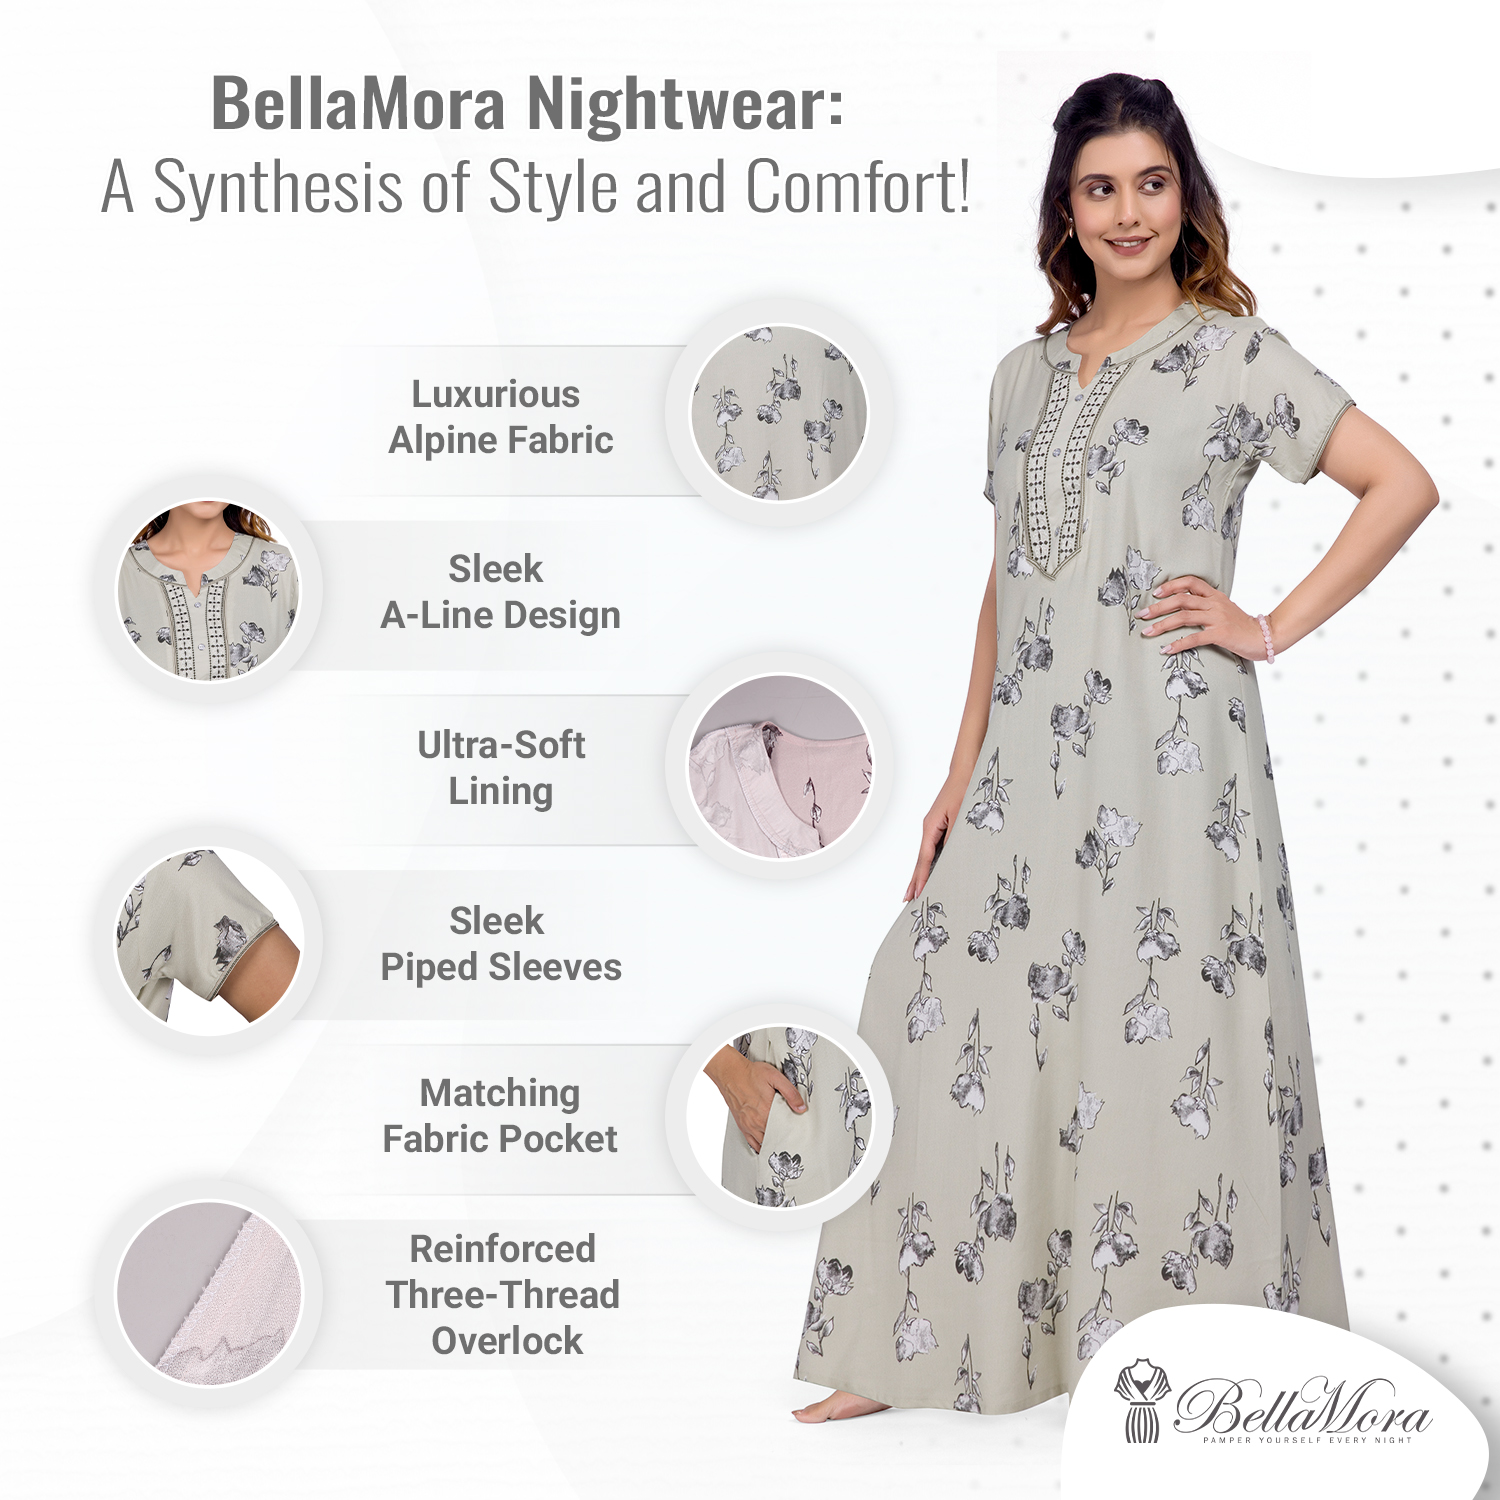 BellaMora Nightwear:
A Synthesis of Style and Comfort!
Luxurious
Alpine Fabric
Sleek
A-Line Design
Ultra-Soft
Lining
Sleek
Piped Sleeves
Matching
Fabric Pocket
Reinforced
Three-Thread
Overlock
BellaMora
PAMPER YOURSELF EVERY NIGHT